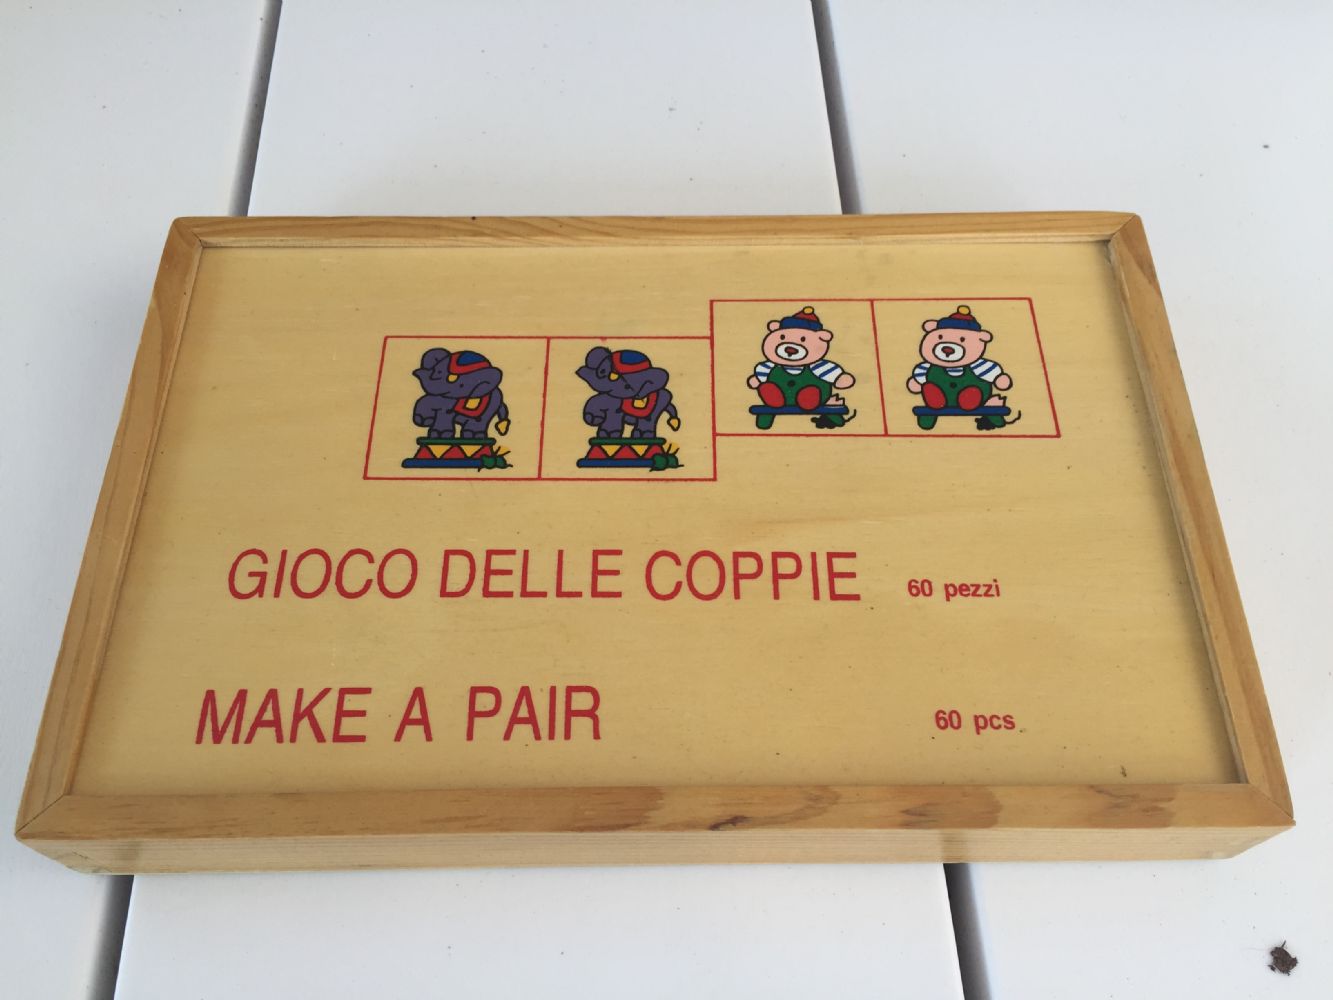 GIOCO DELLE COPPIE 60 pezzi
MAKE A PAIR 60 pcs